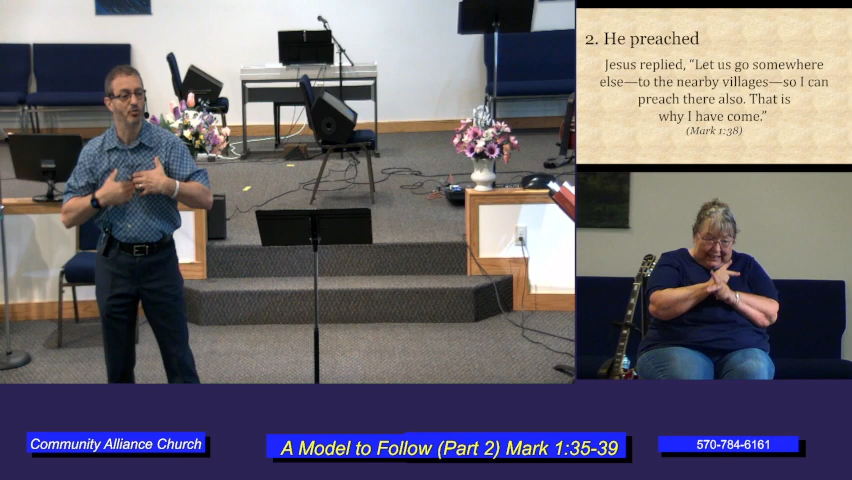 2. He preached
Jesus replied, “Let us go somewhere
else—to the nearby villages—so I can
preach there also. That is
why I have come.”
(Mark 1:38)
Community Alliance Church
A Model to Follow (Part 2) Mark 1:35-39
570-784-6161